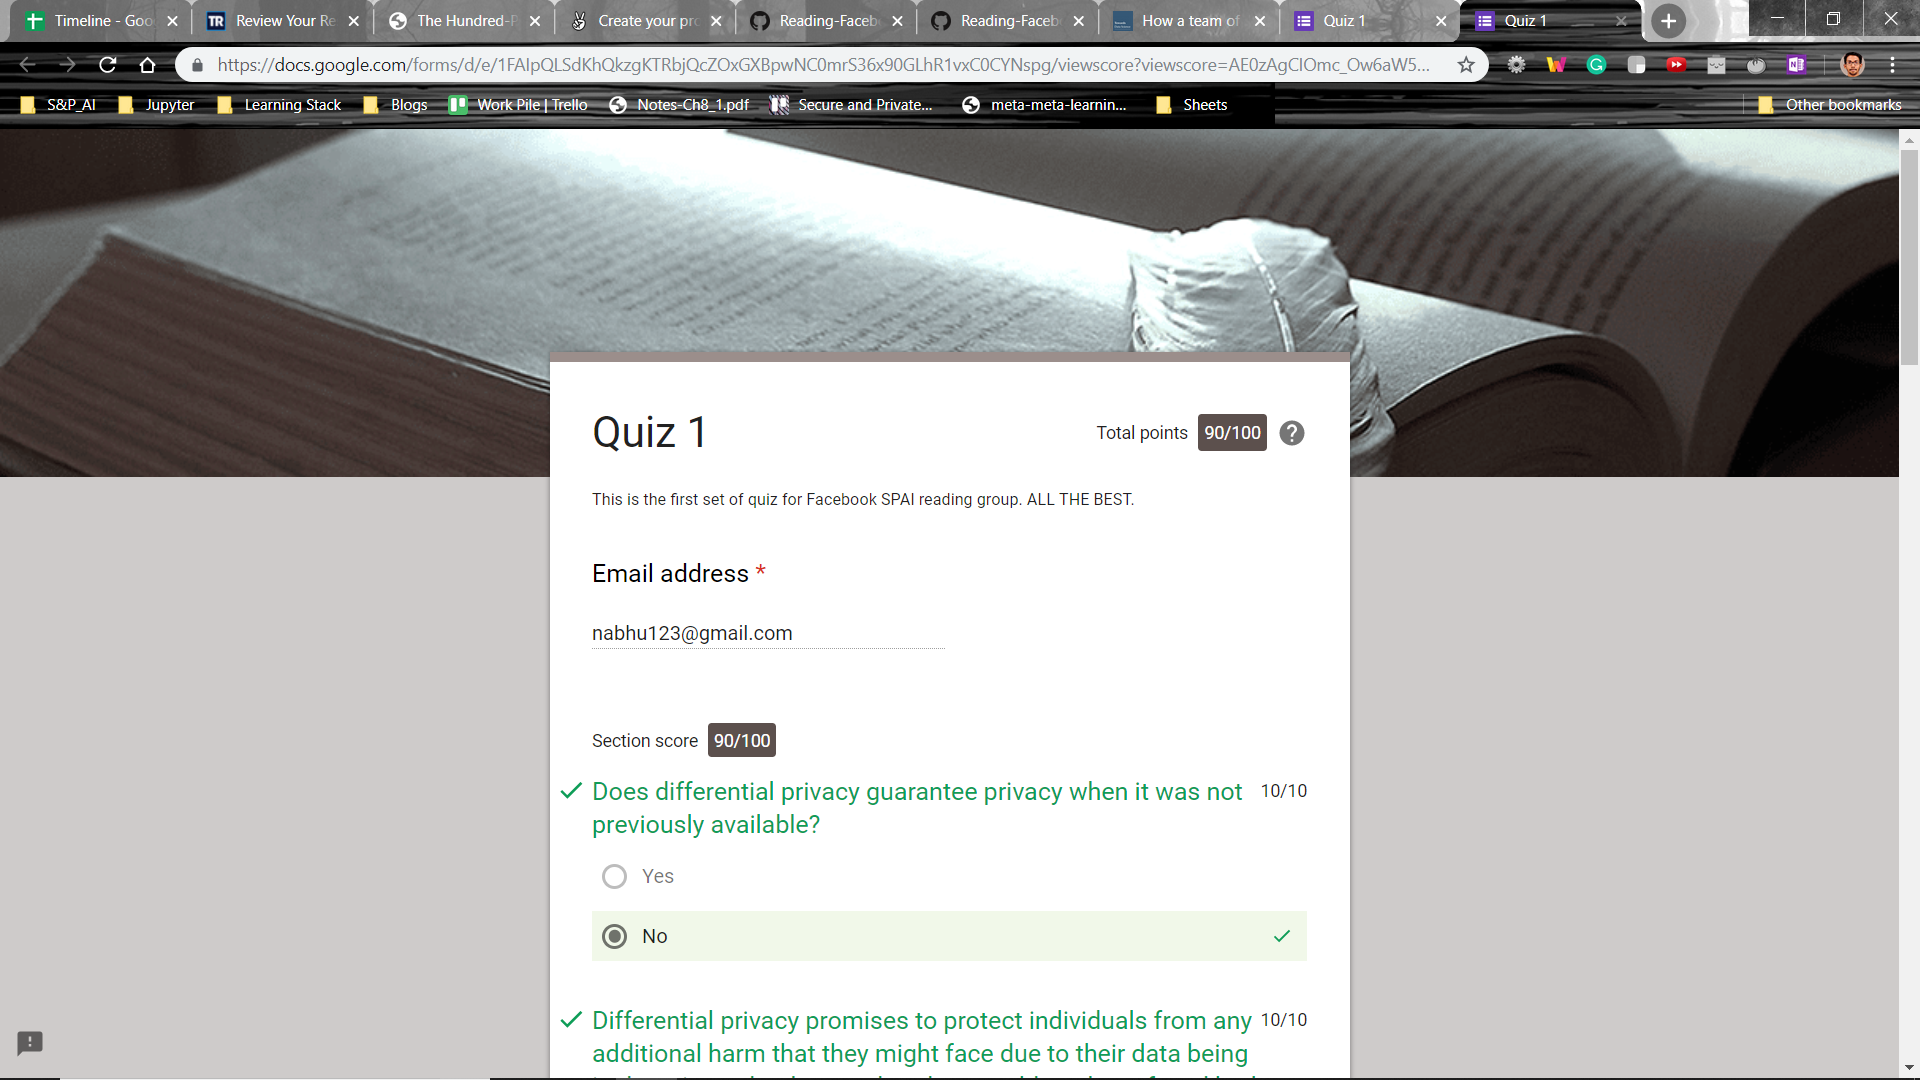 Timeline - Goo
Review Your Re
The Hundred-P
Create your pro
Reading-Facebo
Reading-Facebo
How a team of
Quiz 1
Quiz 1
https://docs.google.com/forms/d/e/1FAIpQLSdKhQkzgKTRbjQcZOxGXBpwNC0mrS36x90GLhR1vxC0CYNspg/viewscore?viewscore=AE0zAgCIOmc_Ow6aW5...
S&P_AI Jupyter Learning Stack Blogs Work Pile | Trello Notes-Ch8_1.pdf Secure and Private... meta-meta-learnin... Sheets Other bookmarks
Quiz 1
Total points 90/100
This is the first set of quiz for Facebook SPAI reading group. ALL THE BEST.
Email address *
nabhu123@gmail.com
Section score 90/100
Does differential privacy guarantee privacy when it was not 10/10
previously available?
Yes
No
Differential privacy promises to protect individuals from any 10/10
additional harm that they might face due to their data being